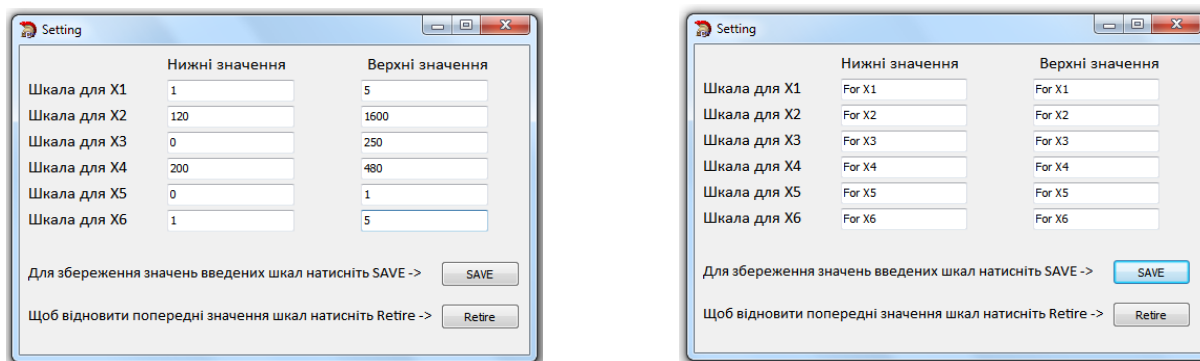 Setting
Нижні значення Верхні значення
Шкала для X1 1 5
Шкала для X2 120 1600
Шкала для X3 0 250
Шкала для X4 200 480
Шкала для X5 0 1
Шкала для X6 1 5
Для збереження значень введених шкал натисніть SAVE -> SAVE
Щоб відновити попередні значення шкал натисніть Retire -> Retire
Setting
Нижні значення Верхні значення
Шкала для X1 For X1 For X1
Шкала для X2 For X2 For X2
Шкала для X3 For X3 For X3
Шкала для X4 For X4 For X4
Шкала для X5 For X5 For X5
Шкала для X6 For X6 For X6
Для збереження значень введених шкал натисніть SAVE -> SAVE
Щоб відновити попередні значення шкал натисніть Retire -> Retire